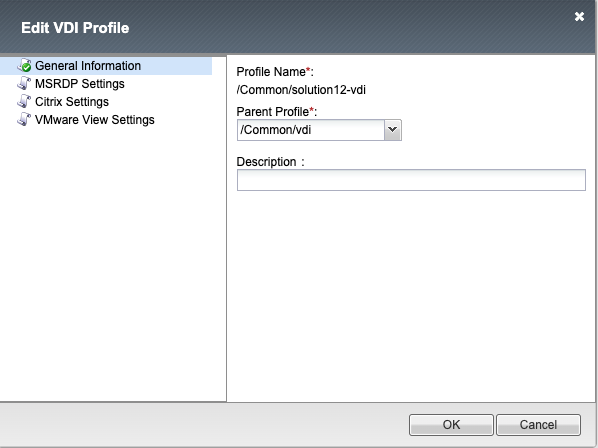 Edit VDI Profile
General Information
MSRDP Settings
Citrix Settings
VMware View Settings
Profile Name*:
/Common/solution12-vdi
Parent Profile*:
/Common/vdi
Description :
OK
Cancel